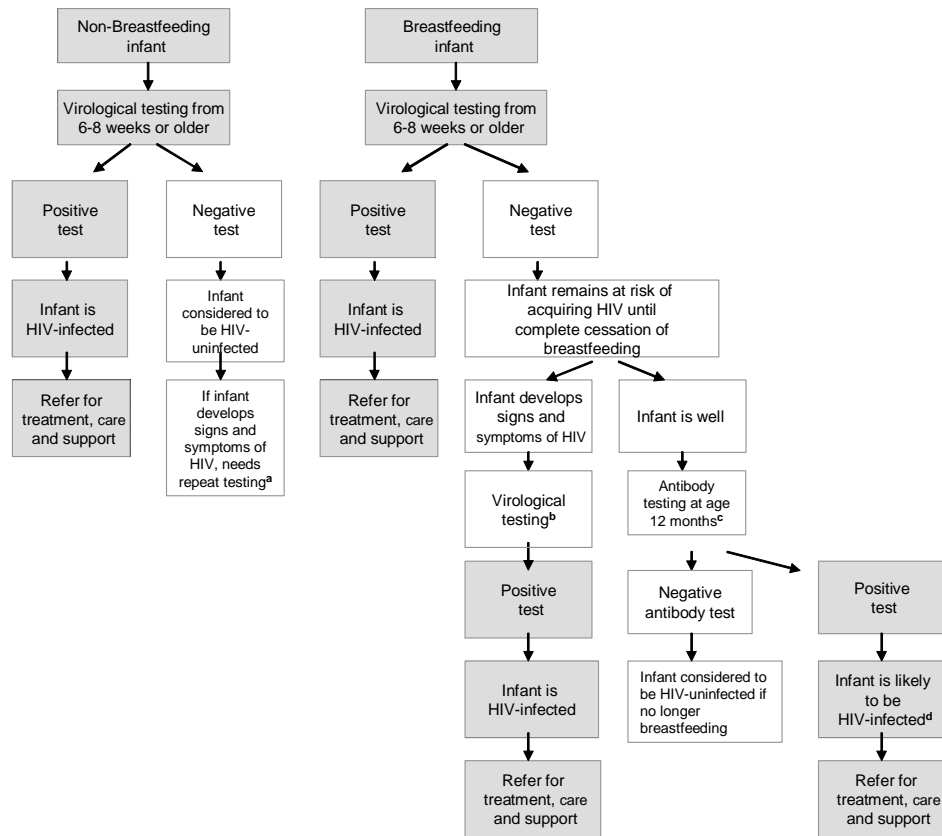 Non-Breastfeeding
infant
Virological testing from
6-8 weeks or older
Positive
test
Negative
test
Infant is
HIV-infected
Infant
considered to
be HIV-
uninfected
Refer for
treatment, care
and support
If infant
develops
signs and
symptoms of
HIV, needs
repeat testingᵃ
Breastfeeding
infant
Virological testing from
6-8 weeks or older
Positive
test
Negative
test
Infant is
HIV-infected
Refer for
treatment, care
and support
Infant remains at risk of
acquiring HIV until
complete cessation of
of breastfeeding
Infant develops
signs and
symptoms of HIV
Infant is well
Virological
testingᵇ
Antibody
testing at age
12 monthsᶜ
Positive
test
Negative
antibody test
Positive
test
Infant is
HIV-infected
Infant considered to
be HIV-uninfected if
no longer
breastfeeding
Infant is likely
to be
HIV-infectedᵈ
Refer for
treatment, care
and support
Refer for
treatment, care
and support